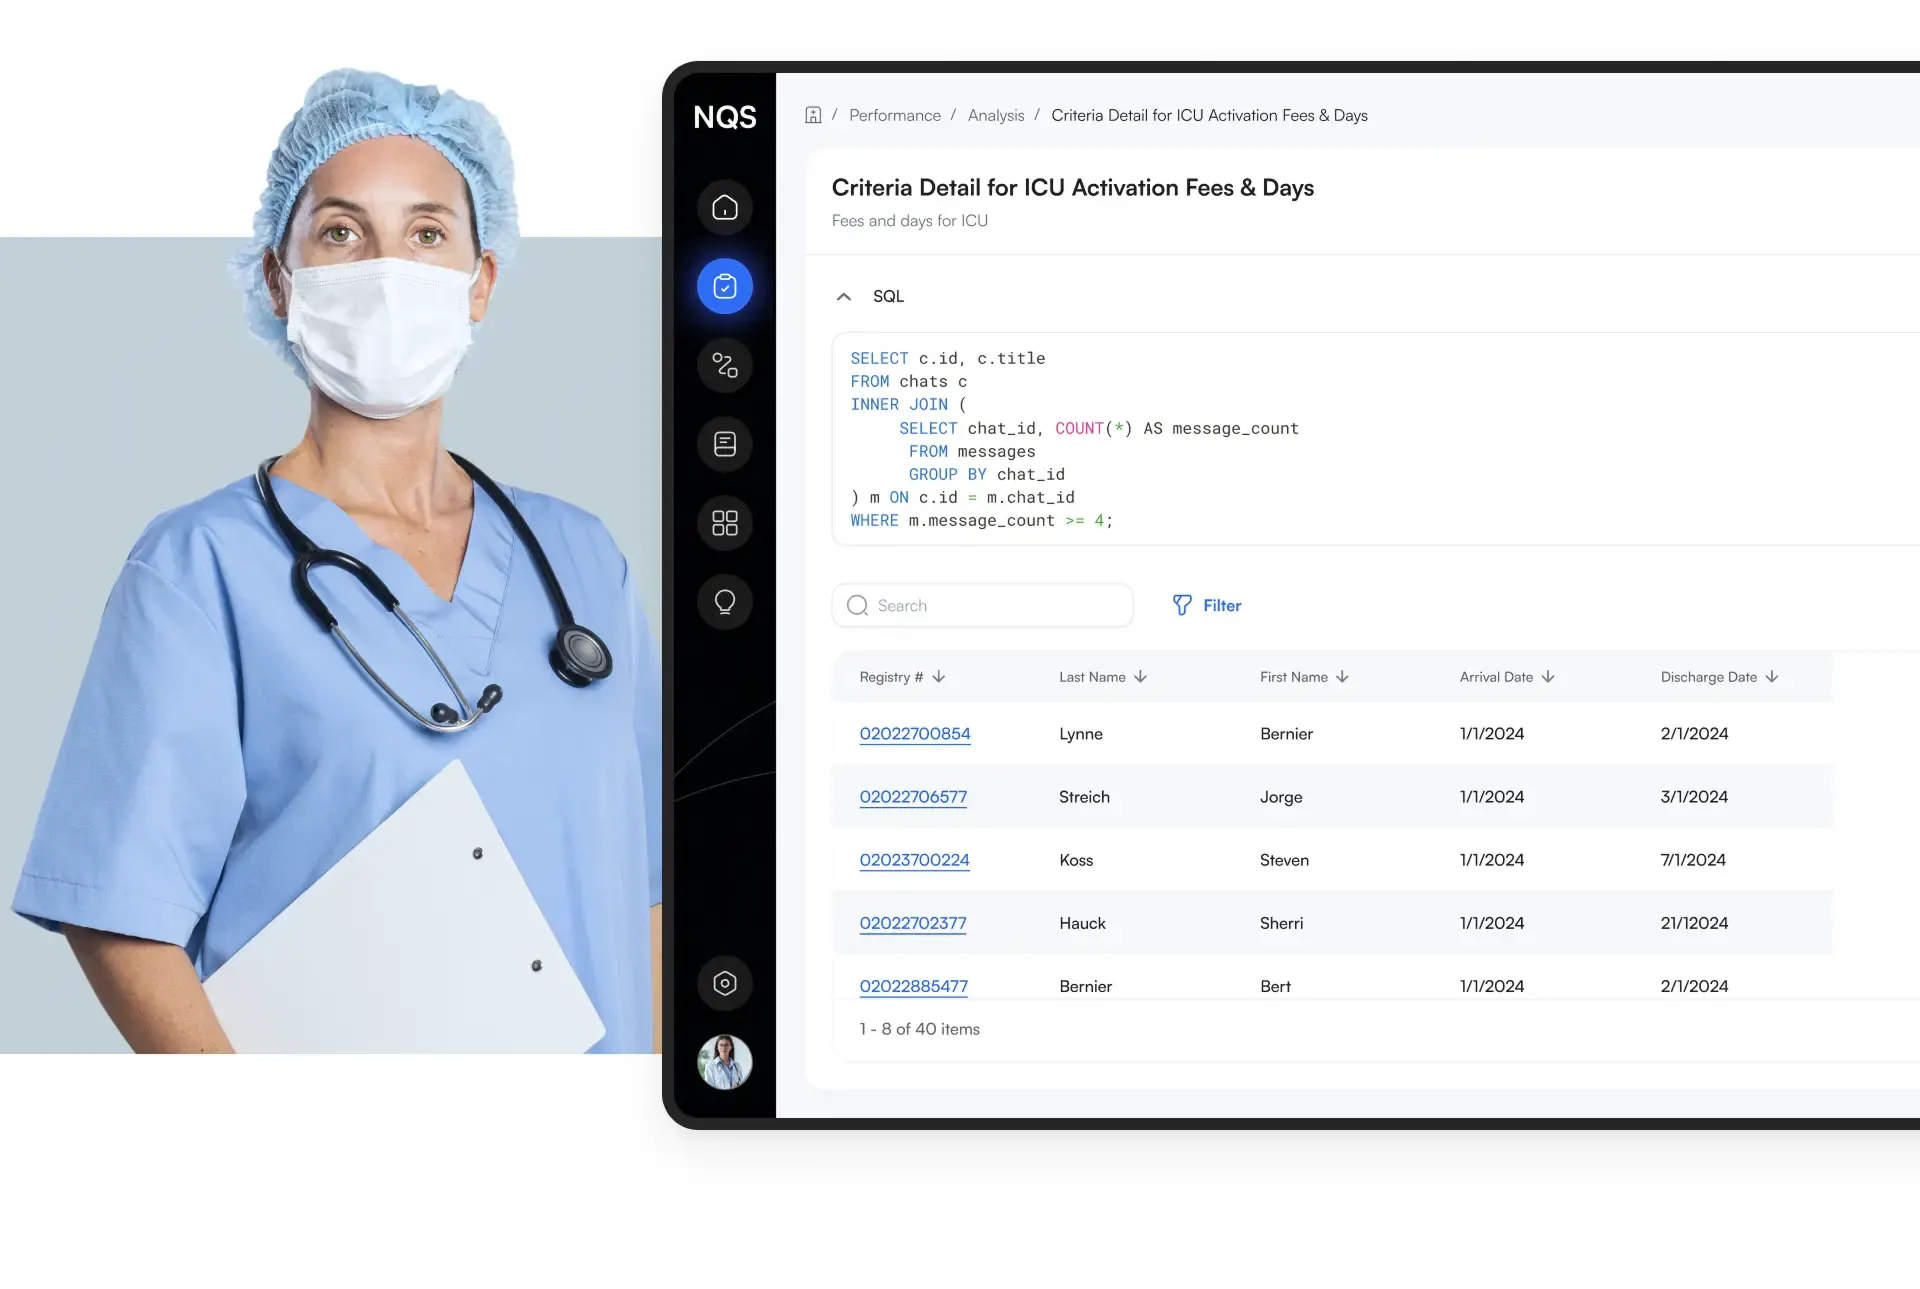 NQS
/ Performance / Analysis / Criteria Detail for ICU Activation Fees & Days
Criteria Detail for ICU Activation Fees & Days
Fees and days for ICU
SQL
SELECT c.id, c.title
FROM chats c
INNER JOIN (
SELECT chat_id, COUNT(*) AS message_count
FROM messages
GROUP BY chat_id
) m ON c.id = m.chat_id
WHERE m.message_count >= 4;
Search
Filter
Registry # Last Name First Name Arrival Date Discharge Date
02022700854 Lynne Bernier 1/1/2024 2/1/2024
02022706577 Streich Jorge 1/1/2024 3/1/2024
02023700224 Koss Steven 1/1/2024 7/1/2024
02022702377 Hauck Sherri 1/1/2024 21/12024
02022885477 Bernier Bert 1/1/2024 2/1/2024
1 - 8 of 40 items